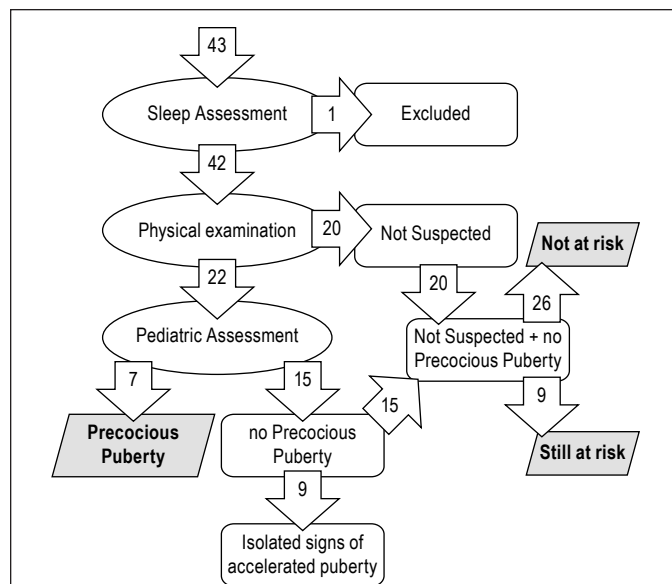 43
Sleep Assessment
1
Excluded
42
Physical examination
20
Not Suspected
Not at risk
22
20
26
Pediatric Assessment
Not Suspected + no
Precocious Puberty
7
15
15
9
Precocious
Puberty
no Precocious
Puberty
Still at risk
9
Isolated signs of
accelerated puberty